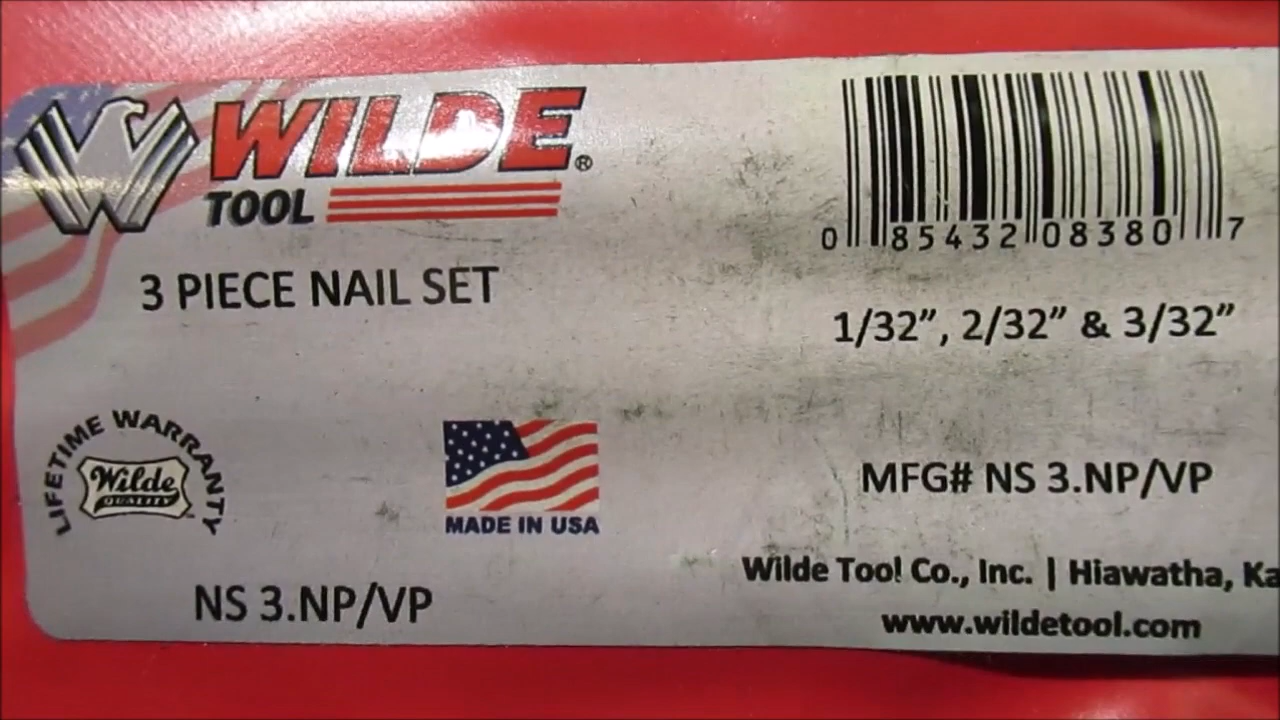 WILDE®
TOOL
0 85432 08380 7
3 PIECE NAIL SET
1/32”, 2/32” & 3/32”
LIFETIME WARRANTY
Wilde
QUALITY
MADE IN USA
MFG# NS 3.NP/VP
Wilde Tool Co., Inc. | Hiawatha, Ka
NS 3.NP/VP
www.wildetool.com